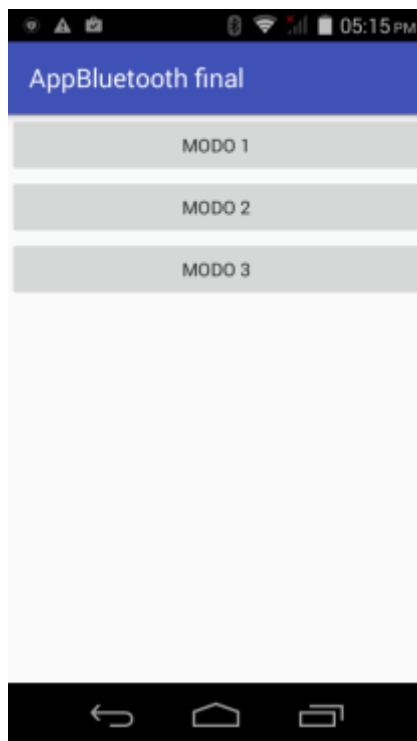 05:15 PM
AppBluetooth final
MODO 1
MODO 2
MODO 3